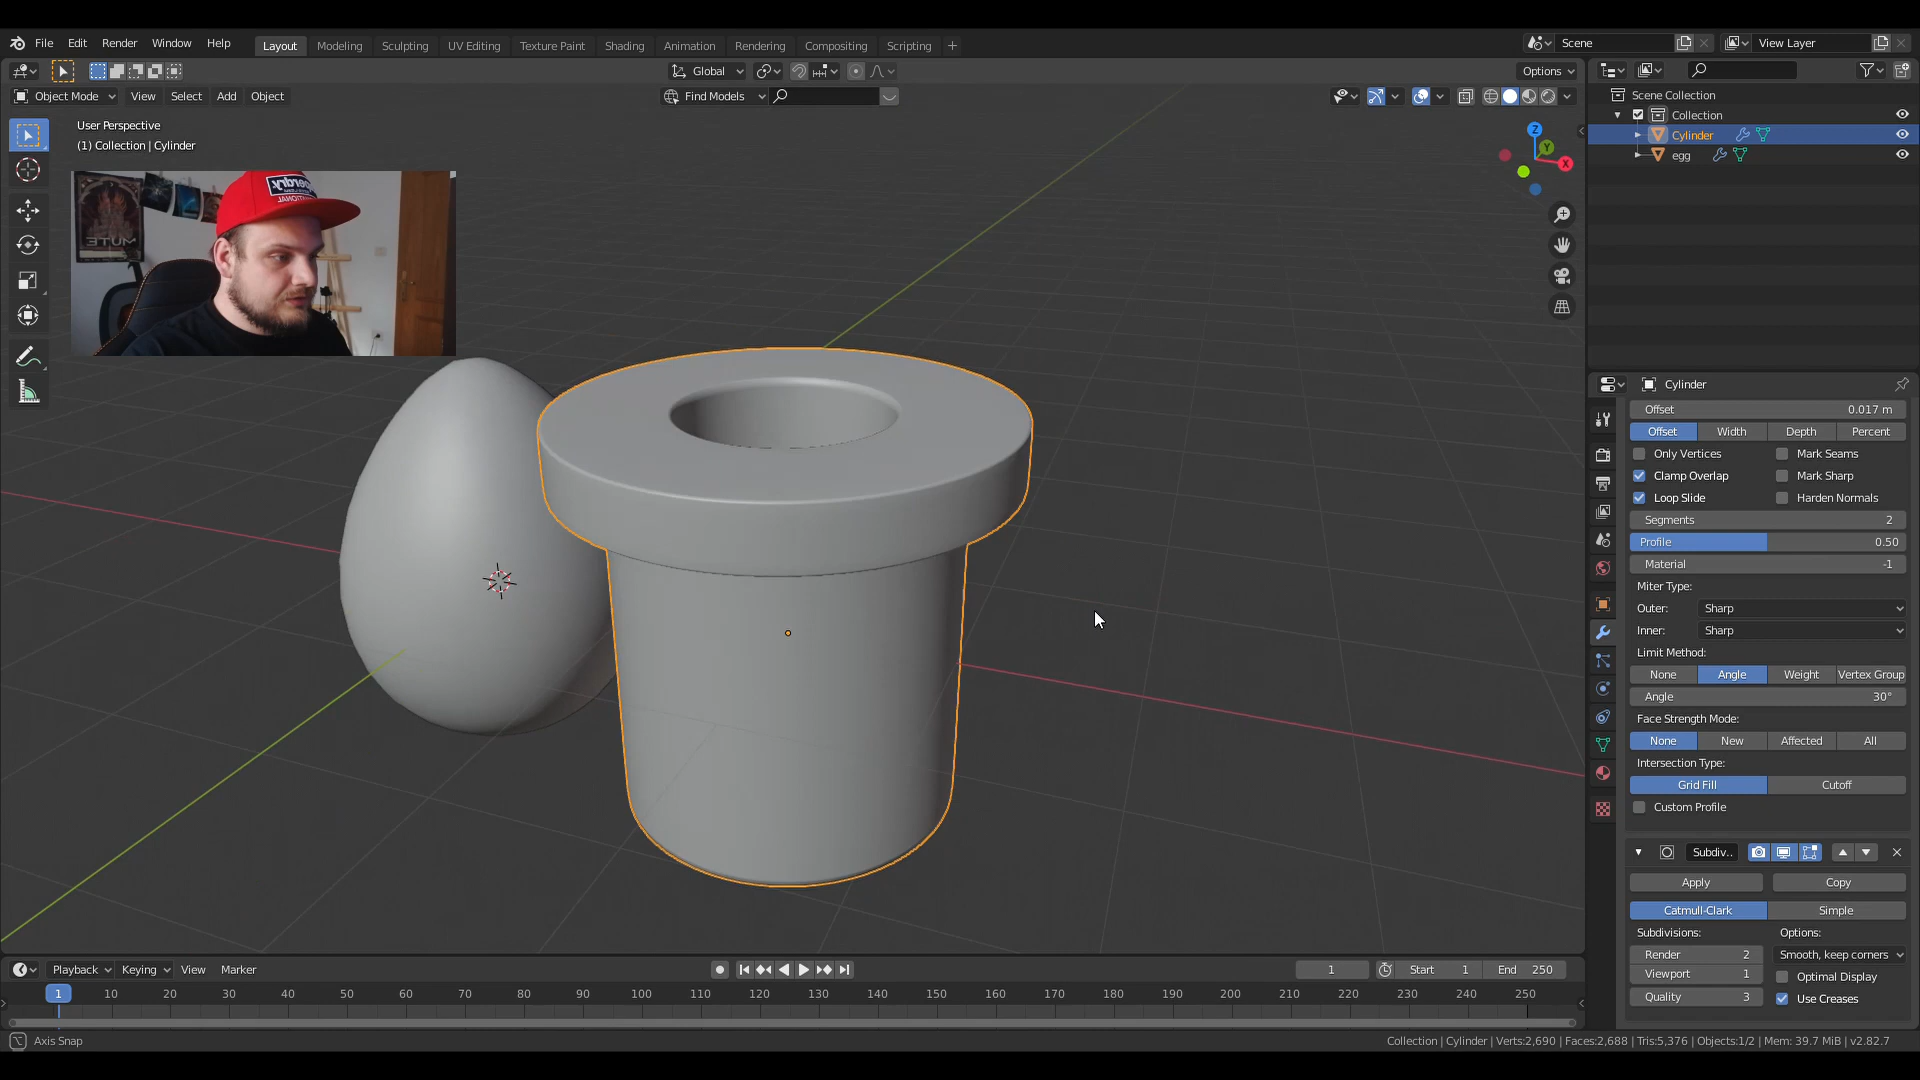 File Edit Render Window Help Layout Modeling Sculpting UV Editing Texture Paint Shading Animation Rendering Compositing Scripting + Scene View Layer
Global Options
Object Mode View Select Add Object Find Models
User Perspective
(1) Collection | Cylinder
Z
Y
X
MUTE
Scene Collection
Collection
Cylinder
egg
Cylinder
Offset 0.017 m
Offset Width Depth Percent
Only Vertices Mark Seams
Clamp Overlap Mark Sharp
Loop Slide Harden Normals
Segments 2
Profile 0.50
Material -1
Miter Type:
Outer: Sharp
Inner: Sharp
Limit Method:
None Angle Weight Vertex Group
Angle 30°
Face Strength Mode:
None New Affected All
Intersection Type:
Grid Fill Cutoff
Custom Profile
Subdiv..
Apply Copy
Catmull-Clark Simple
Subdivisions: Options:
Render 2 Smooth, keep corners
Viewport 1 Optimal Display
Quality 3 Use Creases
Playback Keying View Marker 1 Start 1 End 250
1 10 20 30 40 50 60 70 80 90 100 110 120 130 140 150 160 170 180 190 200 210 220 230 240 250
Axis Snap Collection | Cylinder | Verts:2,690 | Faces:2,688 | Tris:5,376 | Objects:1/2 | Mem: 39.7 MiB | v2.82.7